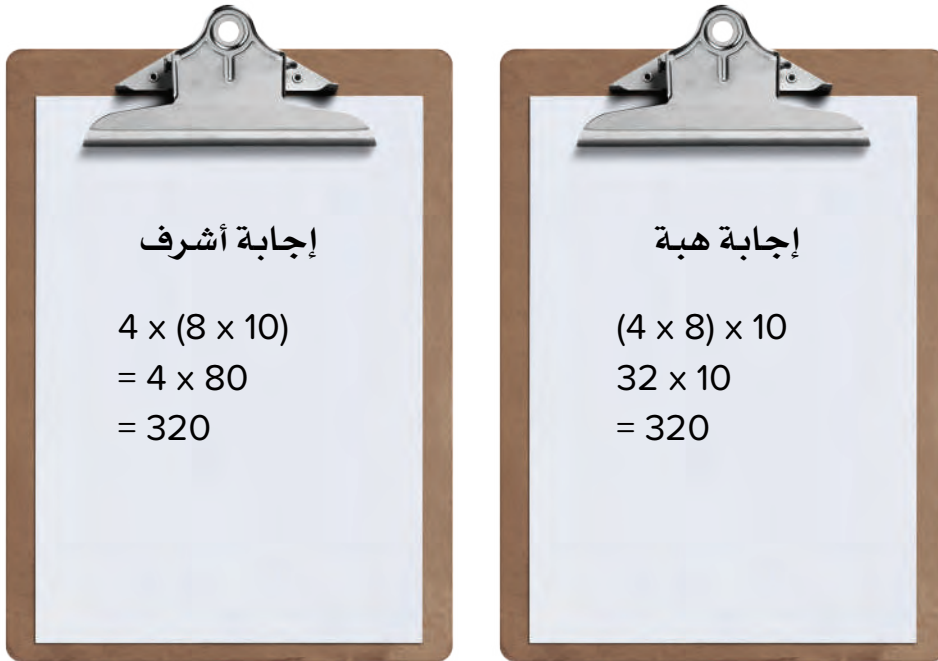 إجابة هبة
(4 x 8) x 10
32 x 10
= 320
إجابة أشرف
4 x (8 x 10)
= 4 x 80
= 320